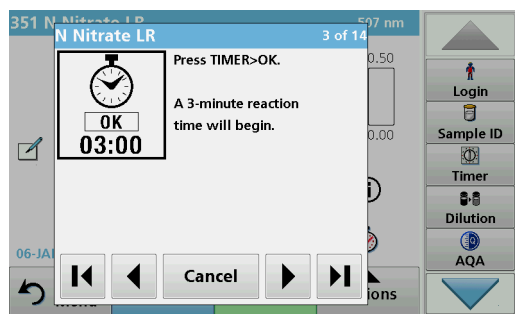 351 N Nitrate LR
507 nm
N Nitrate LR
3 of 14
Press TIMER>OK.
A 3-minute reaction
time will begin.
OK
03:00
0.50
0.00
Login
Sample ID
Timer
Dilution
AQA
06-JA
Cancel
Menu
ions